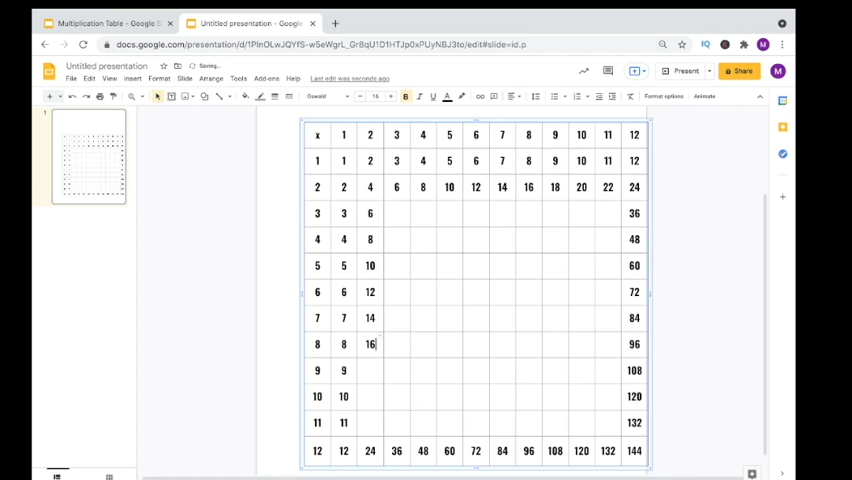 Multiplication Table - Google S
Untitled presentation - Google
docs.google.com/presentation/d/1PlnOLwJQYfS-w5eWgrL_Gr8qU1D1HTJp0xPUyNBJ3to/edit#slide=id.p
Untitled presentation
Saving...
File Edit View Insert Format Slide Arrange Tools Add-ons Help Last edit was seconds ago
Present
Share
M
Oswald 16 B I U A Format options Animate
1
x 1 2 3 4 5 6 7 8 9 10 11 12
1 1 2 3 4 5 6 7 8 9 10 11 12
2 2 4 6 8 10 12 14 16 18 20 22 24
3 3 6 36
4 4 8 48
5 5 10 60
6 6 12 72
7 7 14 84
8 8 16 96
9 9 108
10 10 120
11 11 132
12 12 24 36 48 60 72 84 96 108 120 132 144